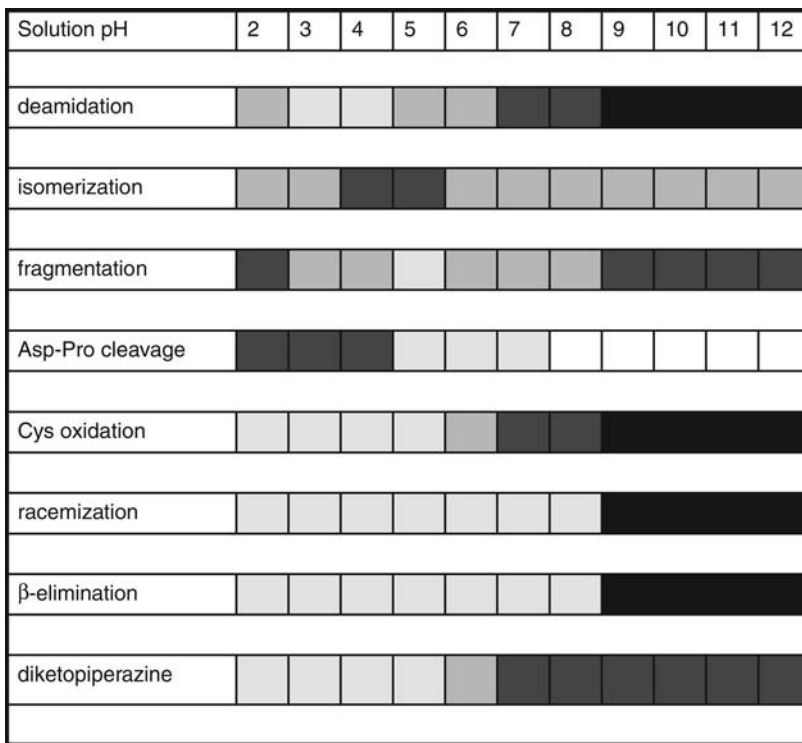 Solution pH 2 3 4 5 6 7 8 9 10 11 12
deamidation
isomerization
fragmentation
Asp-Pro cleavage
Cys oxidation
racemization
β-elimination
diketopiperazine